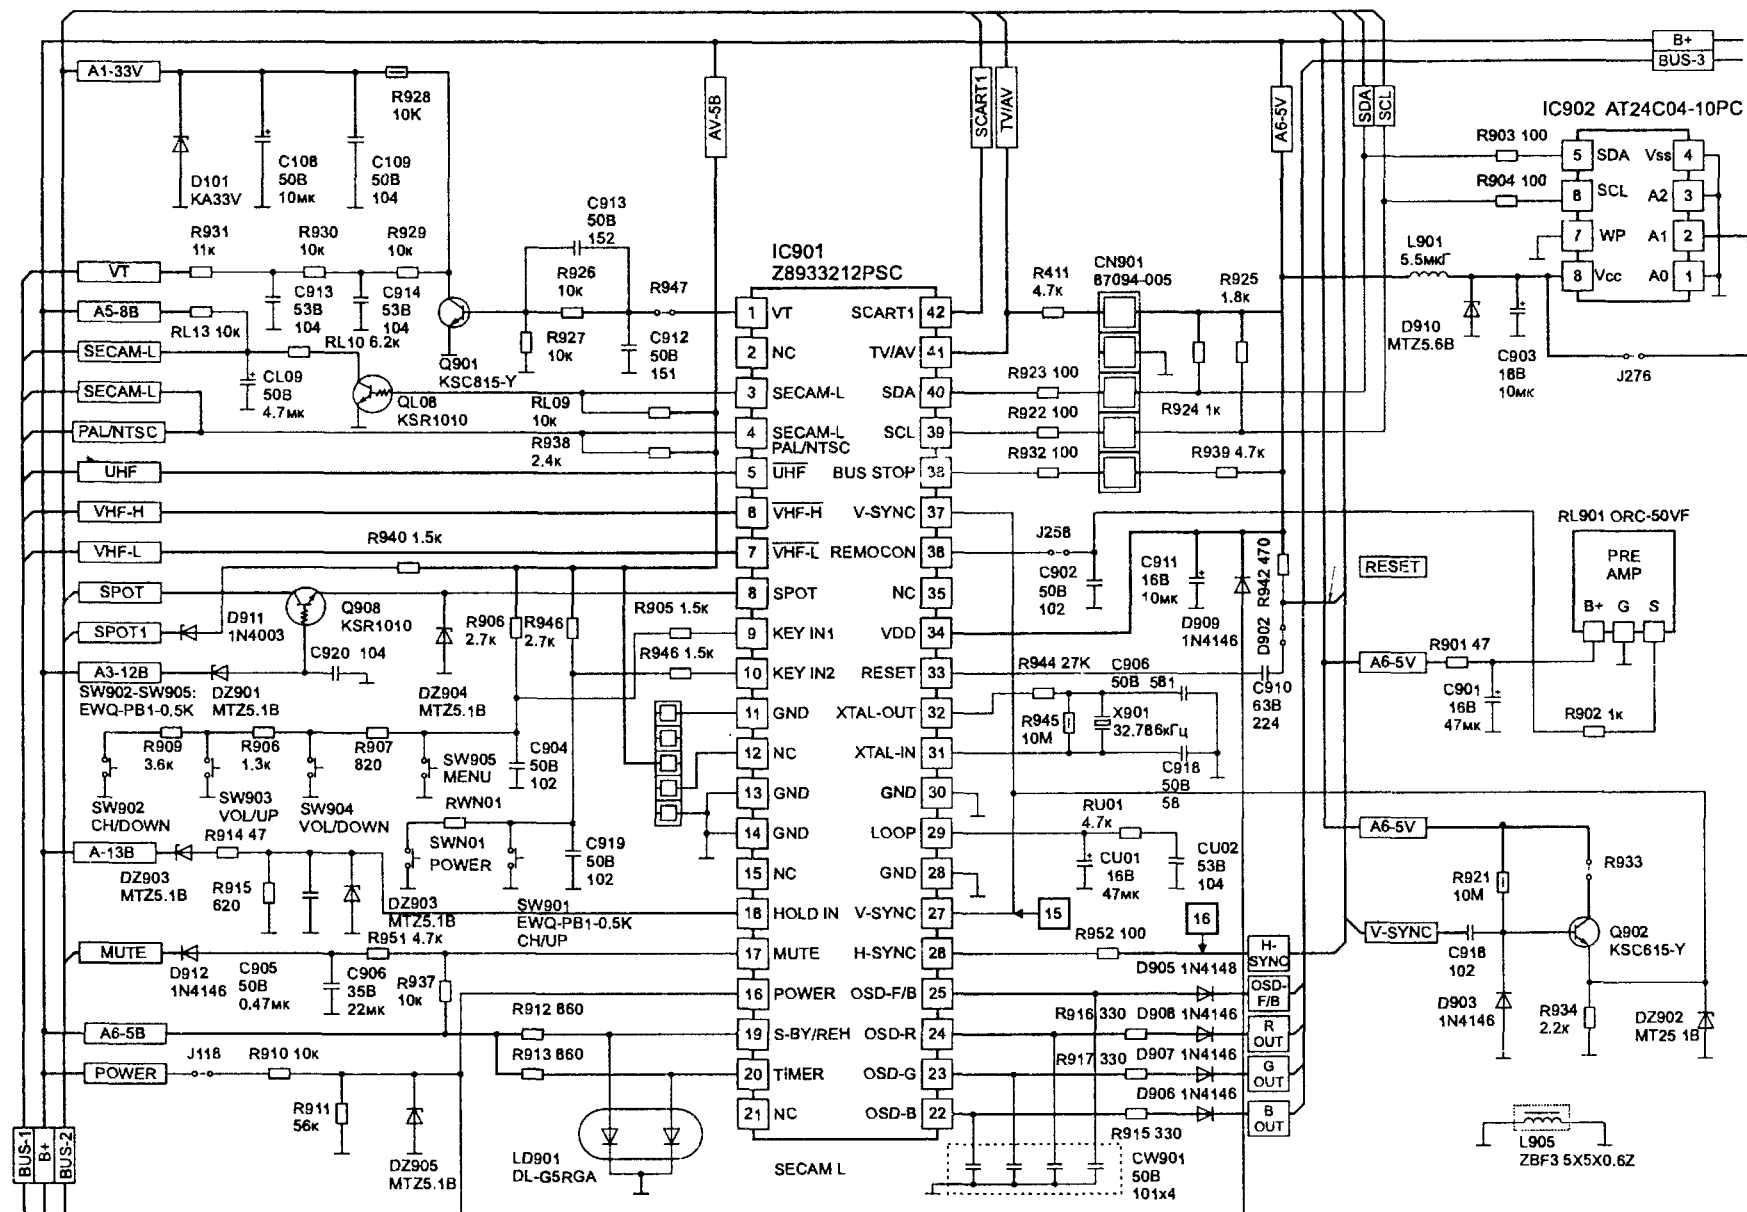 B+
BUS-3
A1-33V
R928
10K
AV-5B
SCART1
TV/AV
A6-5V
SDA
SCL
IC902 AT24C04-10PC
R903 100
5 SDA Vss 4
R904 100
6 SCL A2 3
7 WP A1 2
8 Vcc A0 1
D101
KA33V
C108
50B
10мк
C109
50B
104
C913
50B
152
R931
11к
R930
10к
R929
10к
R926
10к
R947
IC901
Z8933212PSC
R411
4.7к
CN901
87094-005
R925
1.8к
L901
5.5мкГ
VT
C913
53B
104
C914
53B
104
A5-8B
RL13 10к
RL10 6.2к
Q901
KSC815-Y
R927
10к
C912
50B
151
D910
MTZ5.6B
C903
16B
10мк
J276
SECAM-L
CL09
50B
4.7мк
QL08
KSR1010
RL09
10к
R923 100
R924 1к
SECAM-L
PAL/NTSC
R938
2.4к
R922 100
R932 100
R939 4.7к
UHF
VHF-H
VHF-L
R940 1.5к
1 VT SCART1 42
2 NC TV/AV 41
3 SECAM-L SDA 40
4 SECAM-L SCL 39
PAL/NTSC
5 UHF BUS STOP 38
6 VHF-H V-SYNC 37
7 VHF-L REMOCON 36
8 SPOT NC 35
9 KEY IN1 VDD 34
10 KEY IN2 RESET 33
11 GND XTAL-OUT 32
12 NC XTAL-IN 31
13 GND GND 30
14 GND LOOP 29
15 NC GND 28
18 HOLD IN V-SYNC 27
17 MUTE H-SYNC 26
16 POWER OSD-F/B 25
19 S-BY/REH OSD-R 24
20 TIMER OSD-G 23
21 NC OSD-B 22
SECAM L
J258
C902
50B
102
C911
16B
10мк
D909
1N4146
D902
R942 470
RESET
RL901 ORC-50VF
PRE
AMP
B+ G S
SPOT
D911
1N4003
Q908
KSR1010
R906
2.7к
R946
2.7к
R905 1.5к
SPOT1
R946 1.5к
A3-12B
C920 104
SW902-SW905:
EWQ-PB1-0,5K
DZ901
MTZ5.1B
DZ904
MTZ5.1B
R944 27K
C906
50B 581
C910
63B
224
A6-5V
R901 47
C901
16B
47мк
R902 1к
R945
10M
X901
32.786кГц
C918
50B
58
R909
3.6к
R906
1.3к
R907
820
SW905
MENU
C904
50B
102
SW902
CH/DOWN
SW903
VOL/UP
SW904
VOL/DOWN
RWN01
SWN01
POWER
C919
50B
102
A-13B
R914 47
DZ903
MTZ5.1B
R915
620
DZ903
MTZ5.1B
SW901
EWQ-PB1-0.5K
CH/UP
RU01
4.7к
CU01
16B
47мк
CU02
53B
104
15
16
A6-5V
R933
R921
10M
V-SYNC
C918
102
Q902
KSC615-Y
D903
1N4146
R934
2.2к
DZ902
MT25 1B
MUTE
D912
1N4146
C905
50B
0.47мк
C906
35B
22мк
R951 4.7к
R937
10к
R952 100
D905 1N4148
H-
SYNC
OSD-
F/B
R912 860
R916 330
D908 1N4146
R
OUT
A6-5B
R913 860
R917 330
D907 1N4146
G
OUT
POWER
J118
R910 10к
D906 1N4146
B
OUT
R911
56к
DZ905
MTZ5.1B
LD901
DL-G5RGA
R915 330
CW901
50B
101x4
L905
ZBF3 5X5X0.6Z
BUS-1
B+
BUS-2